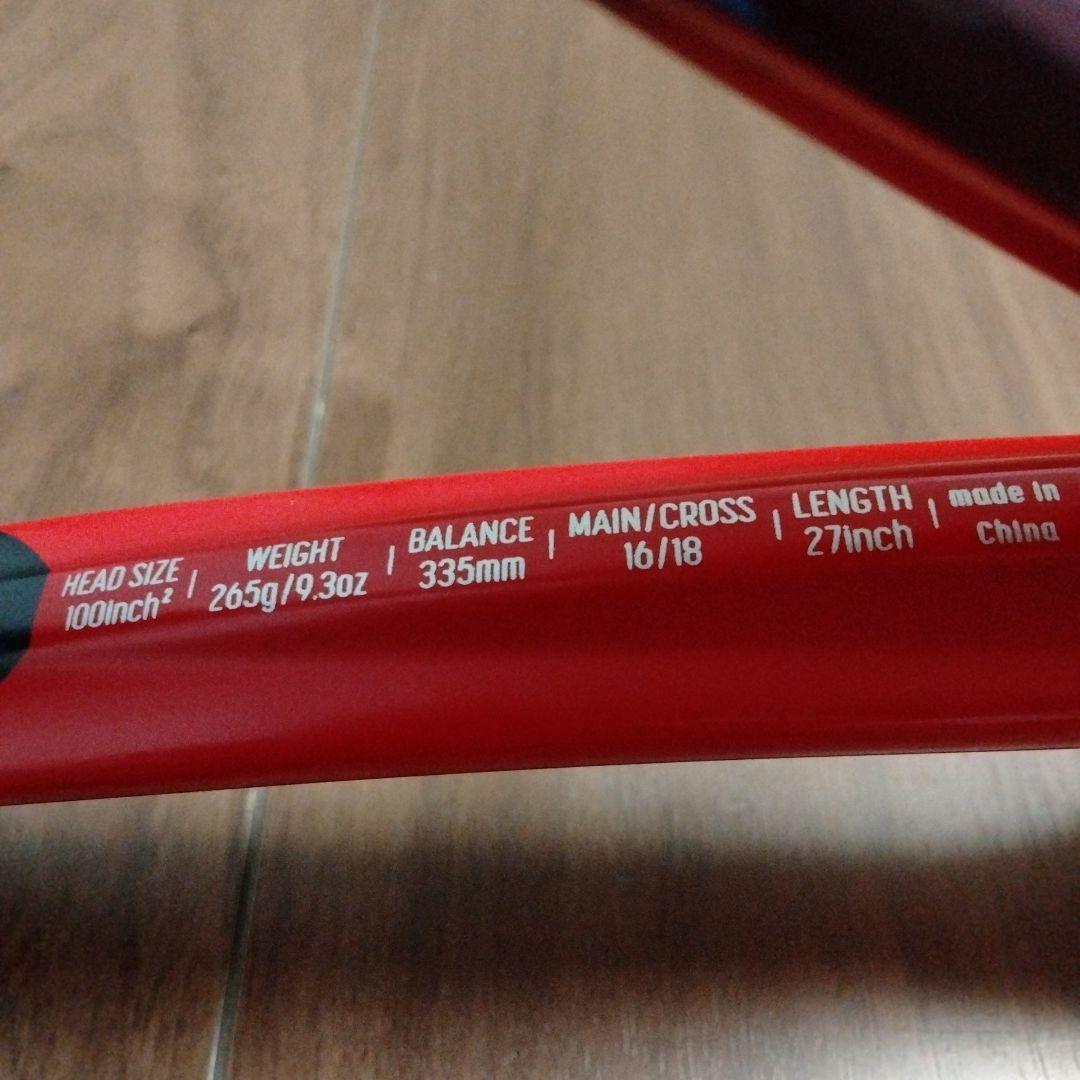 HEAD SIZE | WEIGHT | BALANCE | MAIN/CROSS | LENGTH | made in
100inch² 265g/9.3oz 335mm 16/18 27inch China